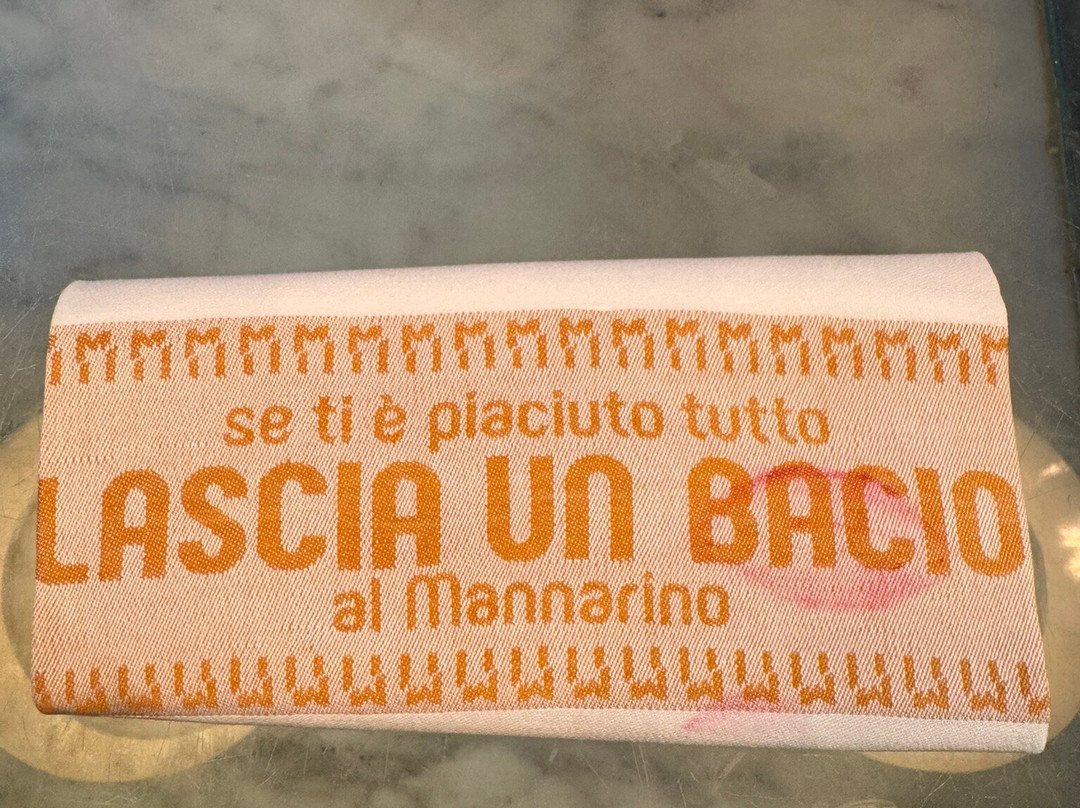 se ti è piaciuto tutto
LASCIA UN BACIO
al Mannarino